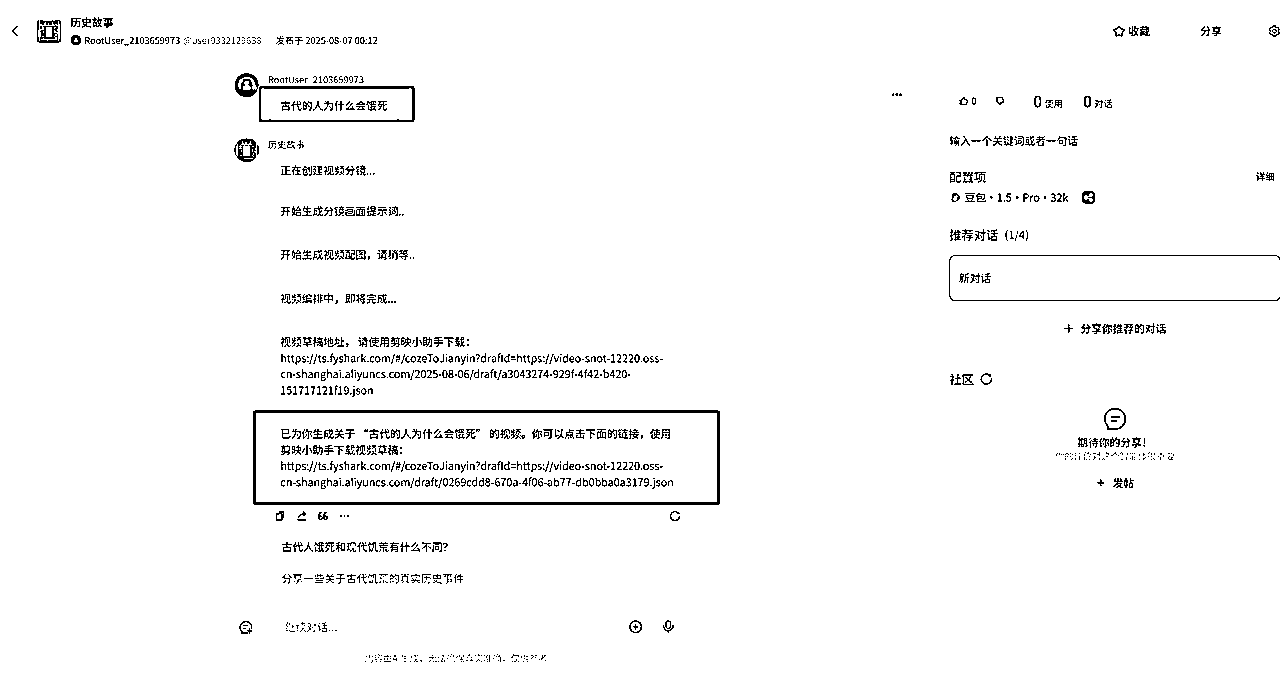 历史故事
RootUser_2103659973 @user9332129638 发布于 2025-08-07 00:12
收藏 分享
RootUser_2103659973
古代的人为什么会饿死
历史故事
正在创建视频分镜...
开始生成分镜画面提示词..
开始生成视频配图，请稍等..
视频编排中，即将完成...
视频草稿地址， 请使用剪映小助手下载：
https://ts.fyshark.com/#/cozeToJianyin?drafId=https://video-snot-12220.oss-
cn-shanghai.aliyuncs.com/2025-08-06/draft/a3043274-929f-4f42-b420-
151717121f19.json
已为你生成关于 “古代的人为什么会饿死” 的视频。你可以点击下面的链接，使用
剪映小助手下载视频草稿：
https://ts.fyshark.com/#/cozeToJianyin?drafId=https://video-snot-12220.oss-
cn-shanghai.aliyuncs.com/draft/0269cdd8-670a-4f06-ab77-db0bba0a3179.json
古代人饿死和现代饥荒有什么不同？
分享一些关于古代饥荒的真实历史事件
继续对话...
0 0 使用 0 对话
输入一个关键词或者一句话
配置项 详细
豆包・1.5・Pro・32k
推荐对话 (1/4)
新对话
+ 分享你推荐的对话
社区
期待你的分享！
+ 发帖